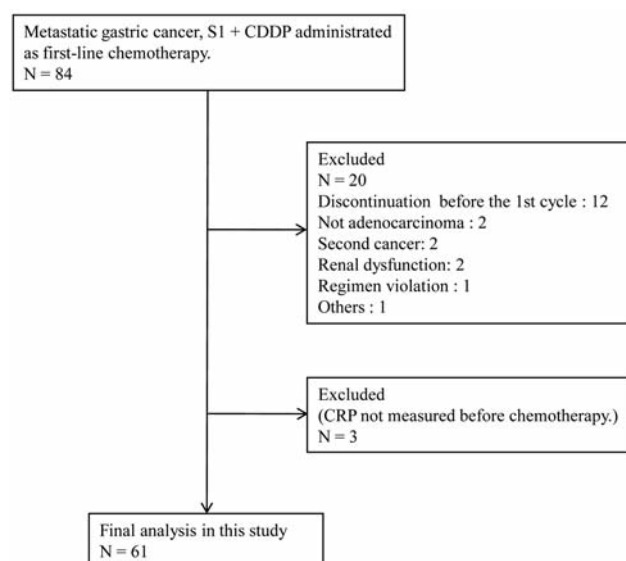 Metastatic gastric cancer, S1 + CDDP administrated
as first-line chemotherapy.
N = 84
Excluded
N = 20
Discontinuation before the 1st cycle : 12
Not adenocarcinoma : 2
Second cancer: 2
Renal dysfunction: 2
Regimen violation : 1
Others : 1
Excluded
(CRP not measured before chemotherapy.)
N = 3
Final analysis in this study
N = 61